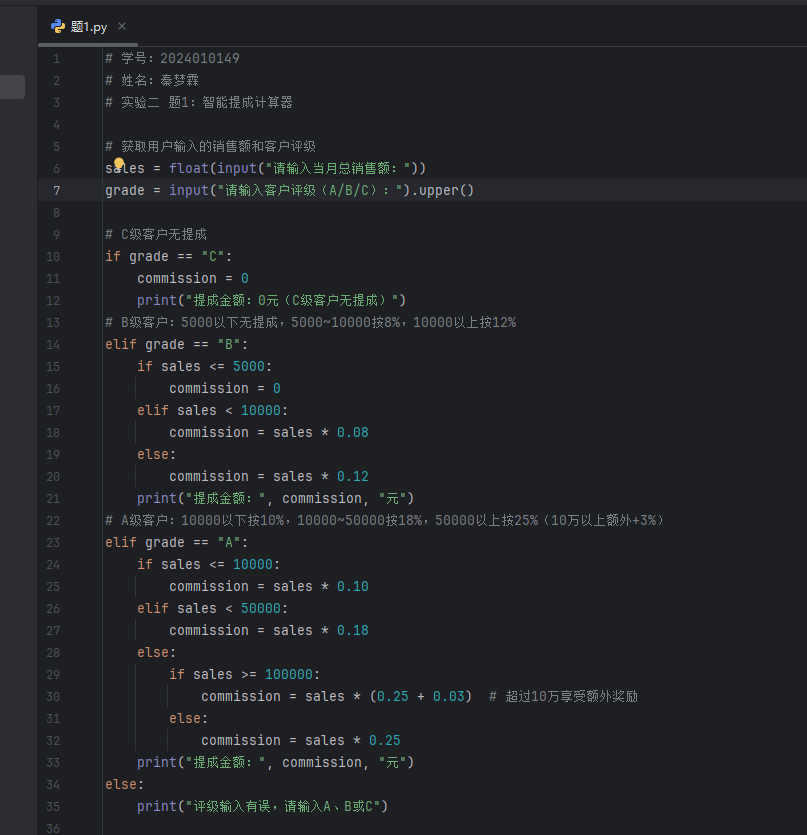 题1.py
1 # 学号：2024010149
2 # 姓名：秦梦霖
3 # 实验二 题1：智能提成计算器
4
5 # 获取用户输入的销售额和客户评级
6 sales = float(input("请输入当月总销售额："))
7 grade = input("请输入客户评级（A/B/C）：").upper()
8
9 # C级客户无提成
10 if grade == "C":
11     commission = 0
12     print("提成金额：0元（C级客户无提成）")
13 # B级客户：5000以下无提成，5000~10000按8%，10000以上按12%
14 elif grade == "B":
15     if sales <= 5000:
16         commission = 0
17     elif sales < 10000:
18         commission = sales * 0.08
19     else:
20         commission = sales * 0.12
21     print("提成金额：", commission, "元")
22 # A级客户：10000以下按10%，10000~50000按18%，50000以上按25%（10万以上额外+3%）
23 elif grade == "A":
24     if sales <= 10000:
25         commission = sales * 0.10
26     elif sales < 50000:
27         commission = sales * 0.18
28     else:
29         if sales >= 100000:
30             commission = sales * (0.25 + 0.03)  # 超过10万享受额外奖励
31         else:
32             commission = sales * 0.25
33     print("提成金额：", commission, "元")
34 else:
35     print("评级输入有误，请输入A、B或C")
36